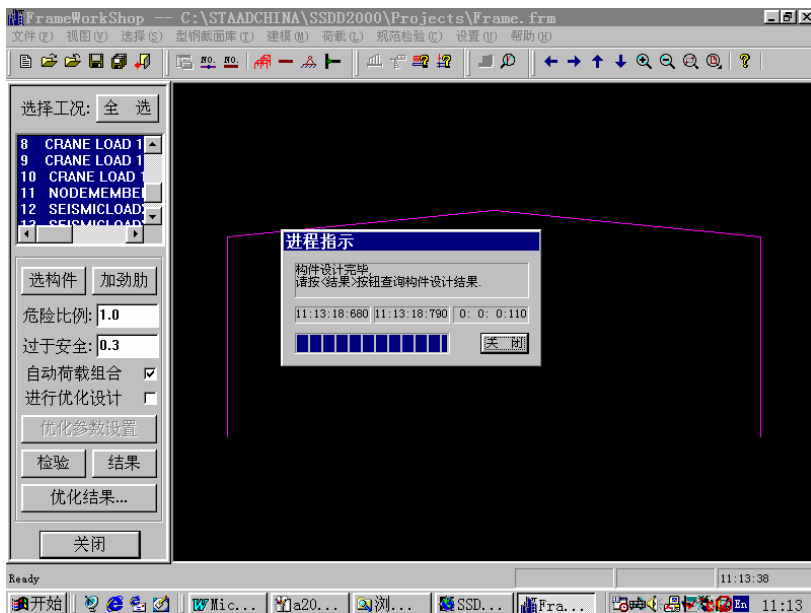 FrameWorkShop -- C:\STAADCHINA\SSDD2000\Projects\Frame.frm
文件(F) 视图(V) 选择(S) 型钢截面库(T) 建模(M) 荷载(L) 规范检验(C) 设置(U) 帮助(H)
NO. NO.
选择工况: 全 选
8 CRANE LOAD 1
9 CRANE LOAD 1
10 CRANE LOAD 1
11 NODEMEMBE
12 SEISMICLOAD
13 SEISMICLOAD
选构件 加劲肋
危险比例: 1.0
过于安全: 0.3
自动荷载组合
进行优化设计
优化参数设置
检验 结果
优化结果...
关闭
进程指示
构件设计完毕,
请按<结果>按钮查询构件设计结果.
11:13:18:680 11:13:18:790 0: 0: 0:110
关 闭
Ready 11:13:38
开始 Mic... a20... 浏... SSD... Fra... En 11:13